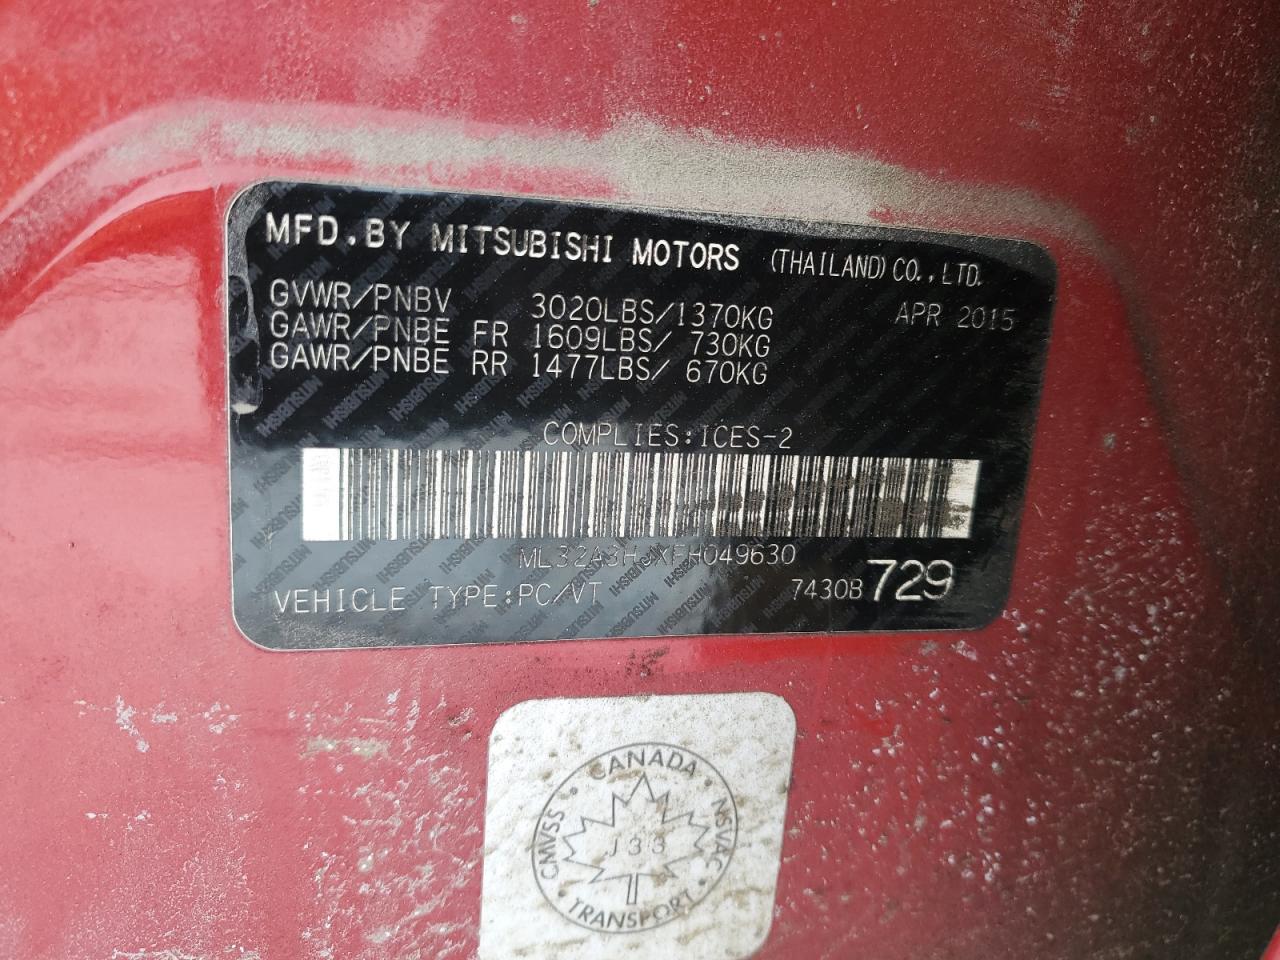 MFD.BY MITSUBISHI MOTORS (THAILAND) CO., LTD.
GVWR/PNBV 3020LBS/1370KG APR 2015
GAWR/PNBE FR 1609LBS/ 730KG
GAWR/PNBE RR 1477LBS/ 670KG
COMPLIES:ICES-2
ML32A3HJXFH049630
VEHICLE TYPE:PC/VT 7430B 729
CANADA
CMVSS
J33
NSVAC
TRANSPORT